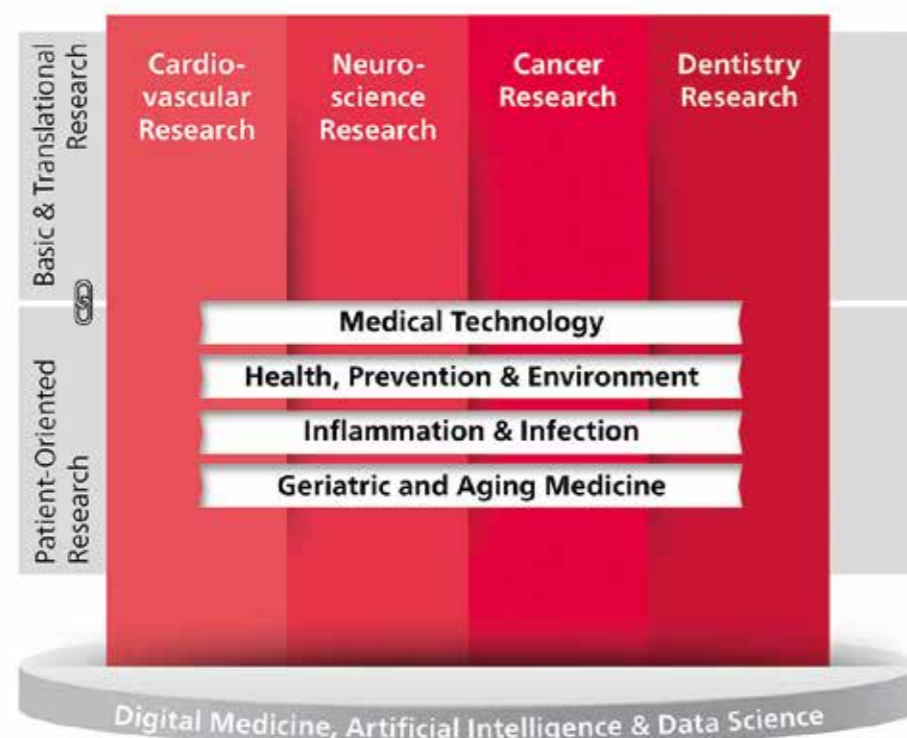 Cardio-
vascular
Research
Neuro-
science
Research
Cancer
Research
Dentistry
Research
Basic & Translational
Research
Patient-Oriented
Research
Medical Technology
Health, Prevention & Environment
Inflammation & Infection
Geriatric and Aging Medicine
Digital Medicine, Artificial Intelligence & Data Science